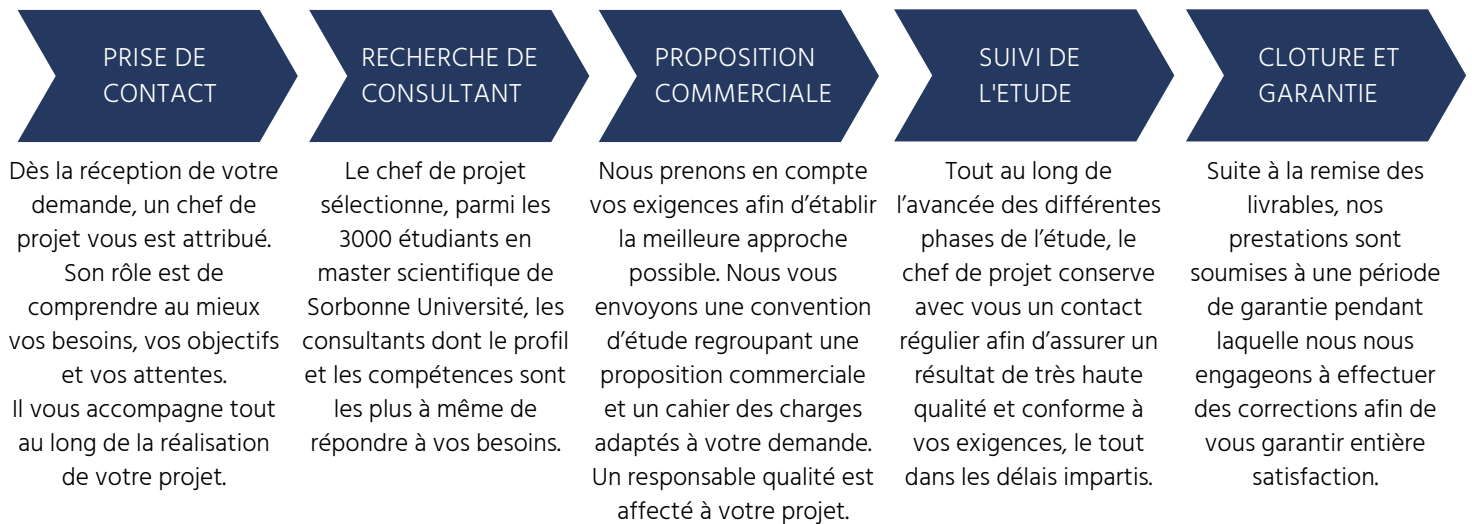 PRISE DE
CONTACT
Dès la réception de votre
demande, un chef de
projet vous est attribué.
Son rôle est de
comprendre au mieux
vos besoins, vos objectifs
et vos attentes.
Il vous accompagne tout
au long de la réalisation
de votre projet.
RECHERCHE DE
CONSULTANT
Le chef de projet
sélectionne, parmi les
3000 étudiants en
master scientifique de
Sorbonne Université, les
consultants dont le profil
et les compétences sont
les plus à même de
répondre à vos besoins.
PROPOSITION
COMMERCIALE
Nous prenons en compte
vos exigences afin d’établir
la meilleure approche
possible. Nous vous
envoyons une convention
d’étude regroupant une
proposition commerciale
et un cahier des charges
adaptés à votre demande.
Un responsable qualité est
affecté à votre projet.
SUIVI DE
L'ETUDE
Tout au long de
l’avancée des différentes
phases de l’étude, le
chef de projet conserve
avec vous un contact
régulier afin d’assurer un
résultat de très haute
qualité et conforme à
vos exigences, le tout
dans les délais impartis.
CLOTURE ET
GARANTIE
Suite à la remise des
livrables, nos
prestations sont
soumises à une période
de garantie pendant
laquelle nous nous
engageons à effectuer
des corrections afin de
vous garantir entière
satisfaction.